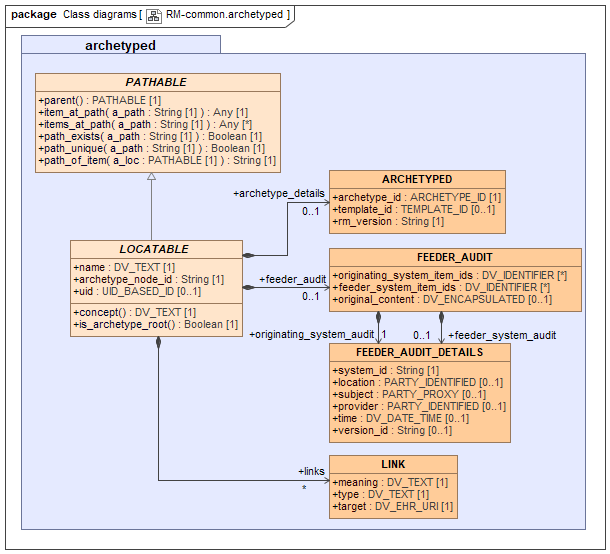 package Class diagrams [ RM-common.archetyped ]
archetyped
PATHABLE
+parent() : PATHABLE [1]
+item_at_path( a_path : String [1] ) : Any [1]
+items_at_path( a_path : String [1] ) : Any [*]
+path_exists( a_path : String [1] ) : Boolean [1]
+path_unique( a_path : String [1] ) : Boolean [1]
+path_of_item( a_loc : PATHABLE [1] ) : String [1]
+archetype_details
0..1
ARCHETYPED
+archetype_id : ARCHETYPE_ID [1]
+template_id : TEMPLATE_ID [0..1]
+rm_version : String [1]
LOCATABLE
+name : DV_TEXT [1]
+archetype_node_id : String [1]
+uid : UID_BASED_ID [0..1]
+concept() : DV_TEXT [1]
+is_archetype_root() : Boolean [1]
+feeder_audit
0..1
FEEDER_AUDIT
+originating_system_item_ids : DV_IDENTIFIER [*]
+feeder_system_item_ids : DV_IDENTIFIER [*]
+original_content : DV_ENCAPSULATED [0..1]
+originating_system_audit 1
0..1 +feeder_system_audit
FEEDER_AUDIT_DETAILS
+system_id : String [1]
+location : PARTY_IDENTIFIED [0..1]
+subject : PARTY_PROXY [0..1]
+provider : PARTY_IDENTIFIED [0..1]
+time : DV_DATE_TIME [0..1]
+version_id : String [0..1]
+links
*
LINK
+meaning : DV_TEXT [1]
+type : DV_TEXT [1]
+target : DV_EHR_URI [1]